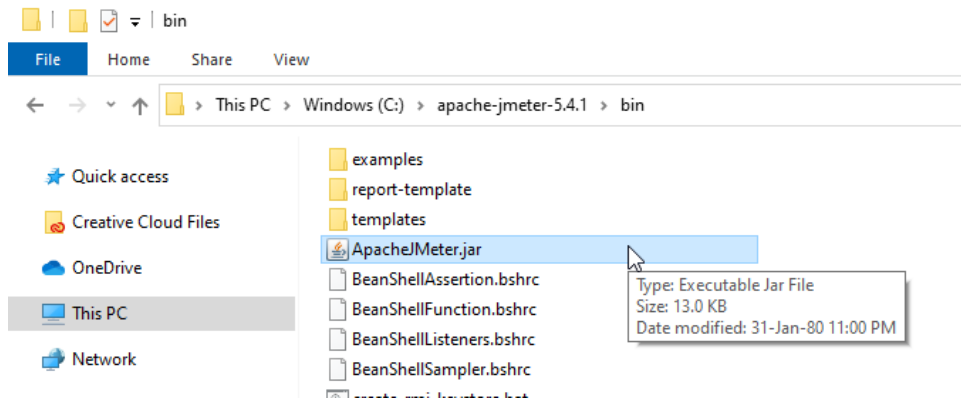 bin
File Home Share View
This PC > Windows (C:) > apache-jmeter-5.4.1 > bin
Quick access
Creative Cloud Files
OneDrive
This PC
Network
examples
report-template
templates
ApacheJMeter.jar
BeanShellAssertion.bshrc
BeanShellFunction.bshrc
BeanShellListeners.bshrc
BeanShellSampler.bshrc
Type: Executable Jar File
Size: 13.0 KB
Date modified: 31-Jan-80 11:00 PM